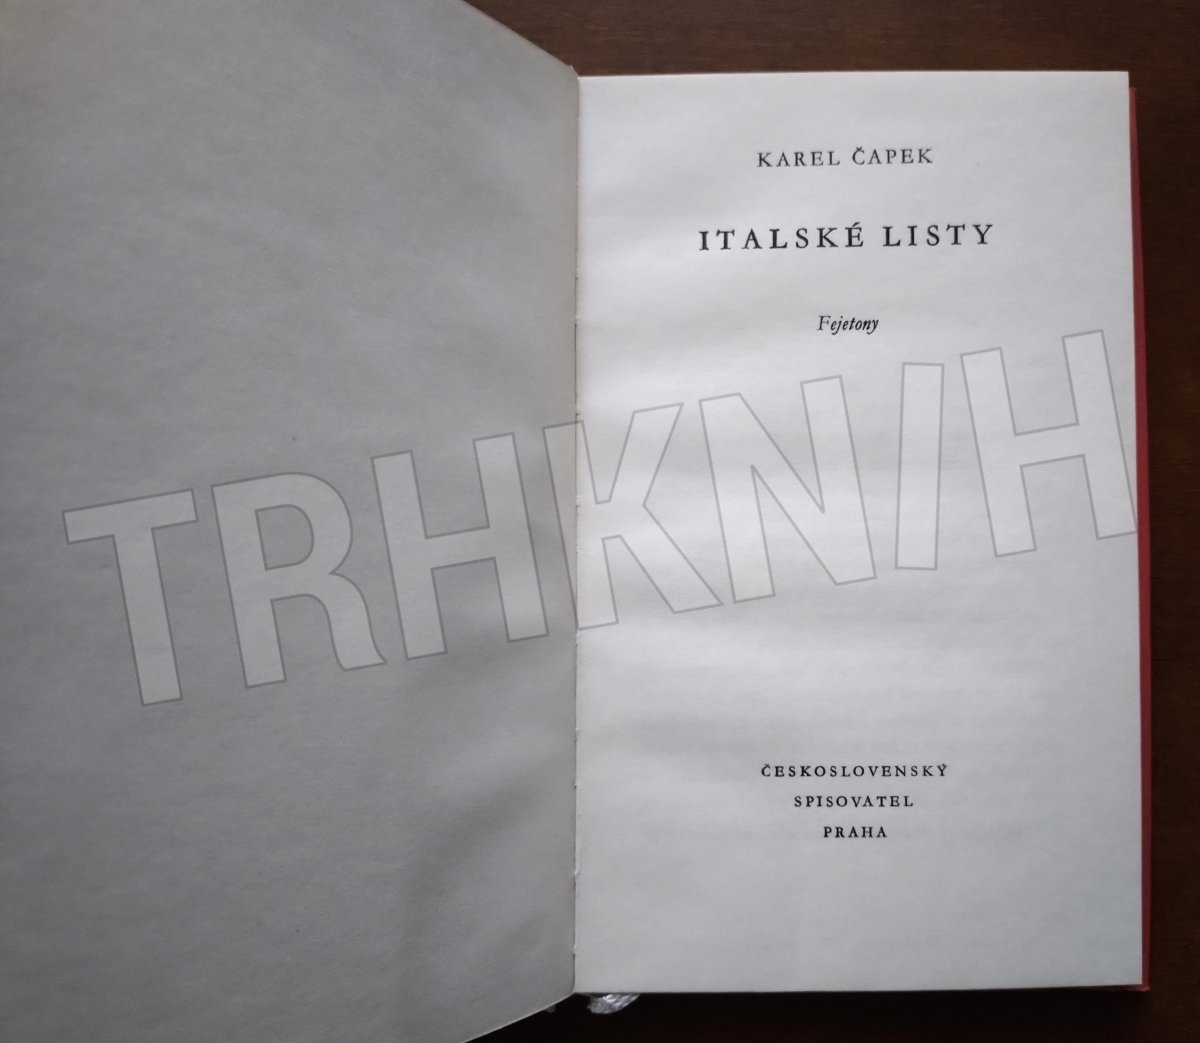 KAREL ČAPEK
ITALSKÉ LISTY
Fejetony
TRHKNIH
ČESKOSLOVENSKÝ
SPISOVATEL
PRAHA